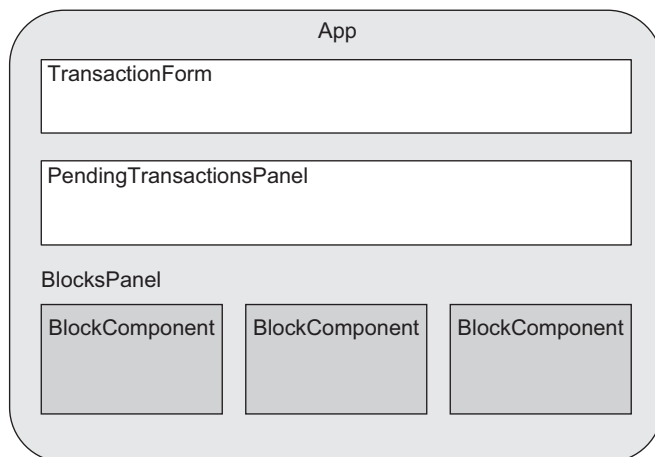 App
TransactionForm
PendingTransactionsPanel
BlocksPanel
BlockComponent BlockComponent BlockComponent